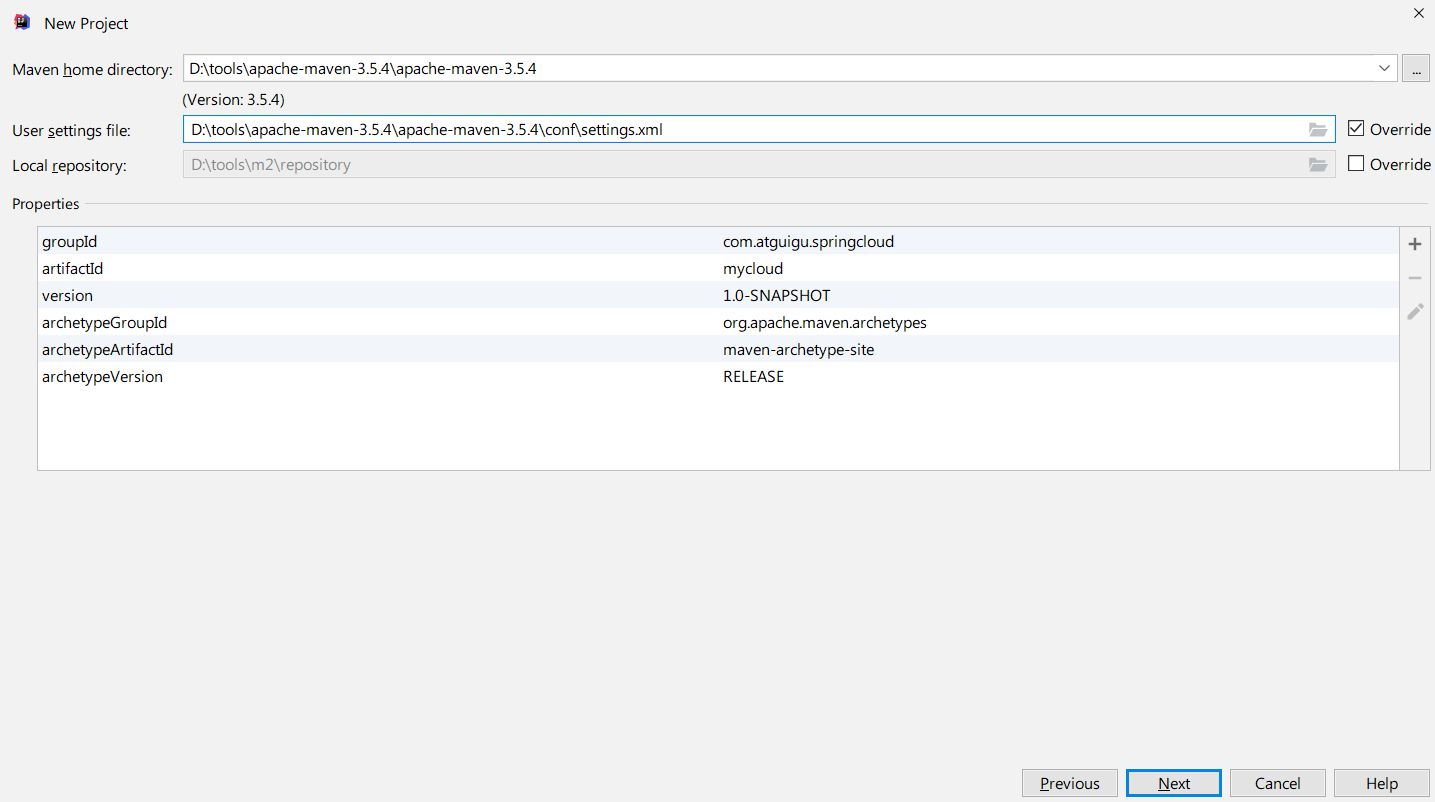 New Project
Maven home directory: D:\tools\apache-maven-3.5.4\apache-maven-3.5.4 ...
(Version: 3.5.4)
User settings file: D:\tools\apache-maven-3.5.4\apache-maven-3.5.4\conf\settings.xml Override
Local repository: D:\tools\m2\repository Override
Properties
groupId com.atguigu.springcloud
artifactId mycloud
version 1.0-SNAPSHOT
archetypeGroupId org.apache.maven.archetypes
archetypeArtifactId maven-archetype-site
archetypeVersion RELEASE
Previous Next Cancel Help